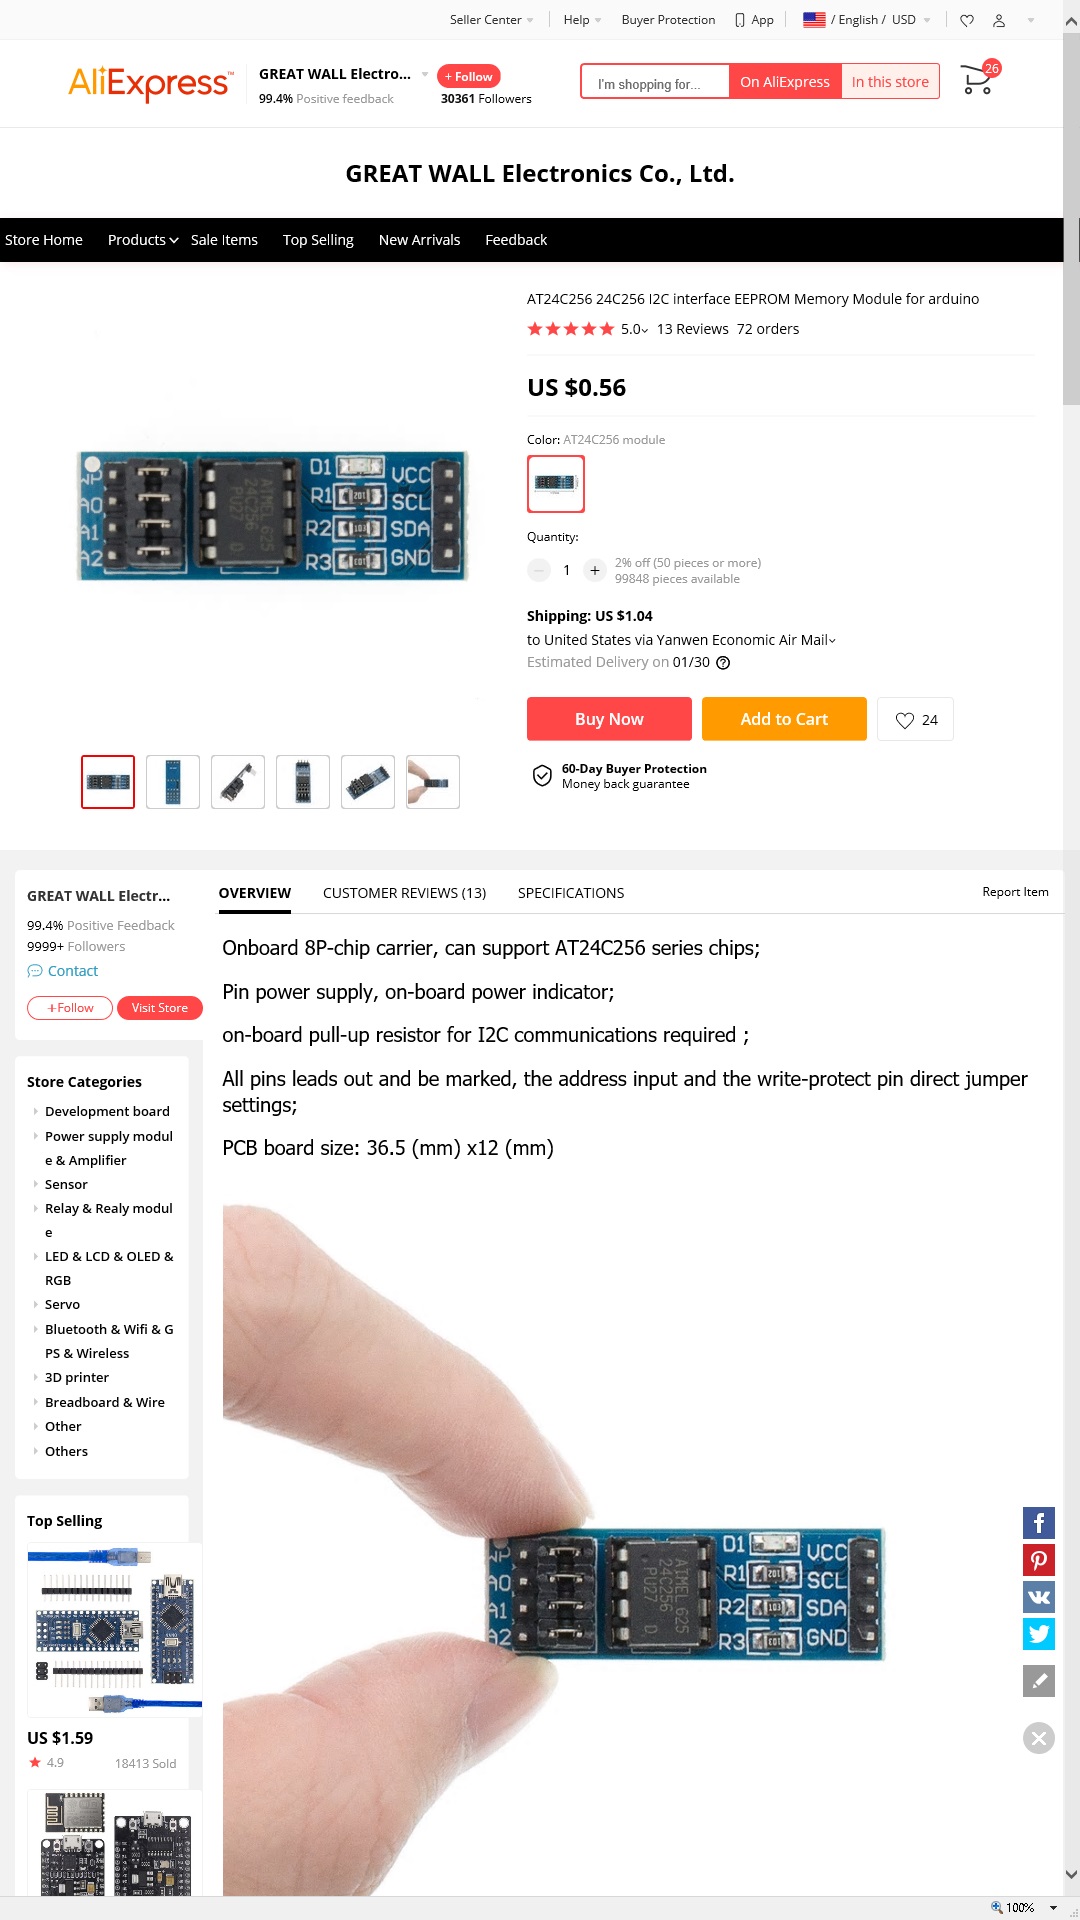 Seller Center
Help
Buyer Protection
App
/ English / USD
AliExpress™
GREAT WALL Electro...
+ Follow
99.4% Positive feedback
30361 Followers
I'm shopping for...
On AliExpress
In this store
26
GREAT WALL Electronics Co., Ltd.
Store Home
Products
Sale Items
Top Selling
New Arrivals
Feedback
AT24C256 24C256 I2C interface EEPROM Memory Module for arduino
5.0 13 Reviews 72 orders
US $0.56
Color: AT24C256 module
Quantity:
1 +
2% off (50 pieces or more)
99848 pieces available
Shipping: US $1.04
to United States via Yanwen Economic Air Mail
Estimated Delivery on 01/30
Buy Now
Add to Cart
24
60-Day Buyer Protection
Money back guarantee
WP
A0
A1
A2
ATMEL 625
24C256
PU27
D
D1
R1
R2
R3
VCC
SCL
SDA
GND
GREAT WALL Electr...
99.4% Positive Feedback
9999+ Followers
Contact
+Follow
Visit Store
Store Categories
Development board
Power supply modul
e & Amplifier
Sensor
Relay & Realy modul
e
LED & LCD & OLED &
RGB
Servo
Bluetooth & Wifi & G
PS & Wireless
3D printer
Breadboard & Wire
Other
Others
Top Selling
US $1.59
4.9
18413 Sold
OVERVIEW
CUSTOMER REVIEWS (13)
SPECIFICATIONS
Report Item
Onboard 8P-chip carrier, can support AT24C256 series chips;
Pin power supply, on-board power indicator;
on-board pull-up resistor for I2C communications required ;
All pins leads out and be marked, the address input and the write-protect pin direct jumper
settings;
PCB board size: 36.5 (mm) x12 (mm)
WP
A0
A1
A2
ATMEL 625
24C256
PU27
D
D1
R1
R2
R3
103
103
VCC
SCL
SDA
GND
100%